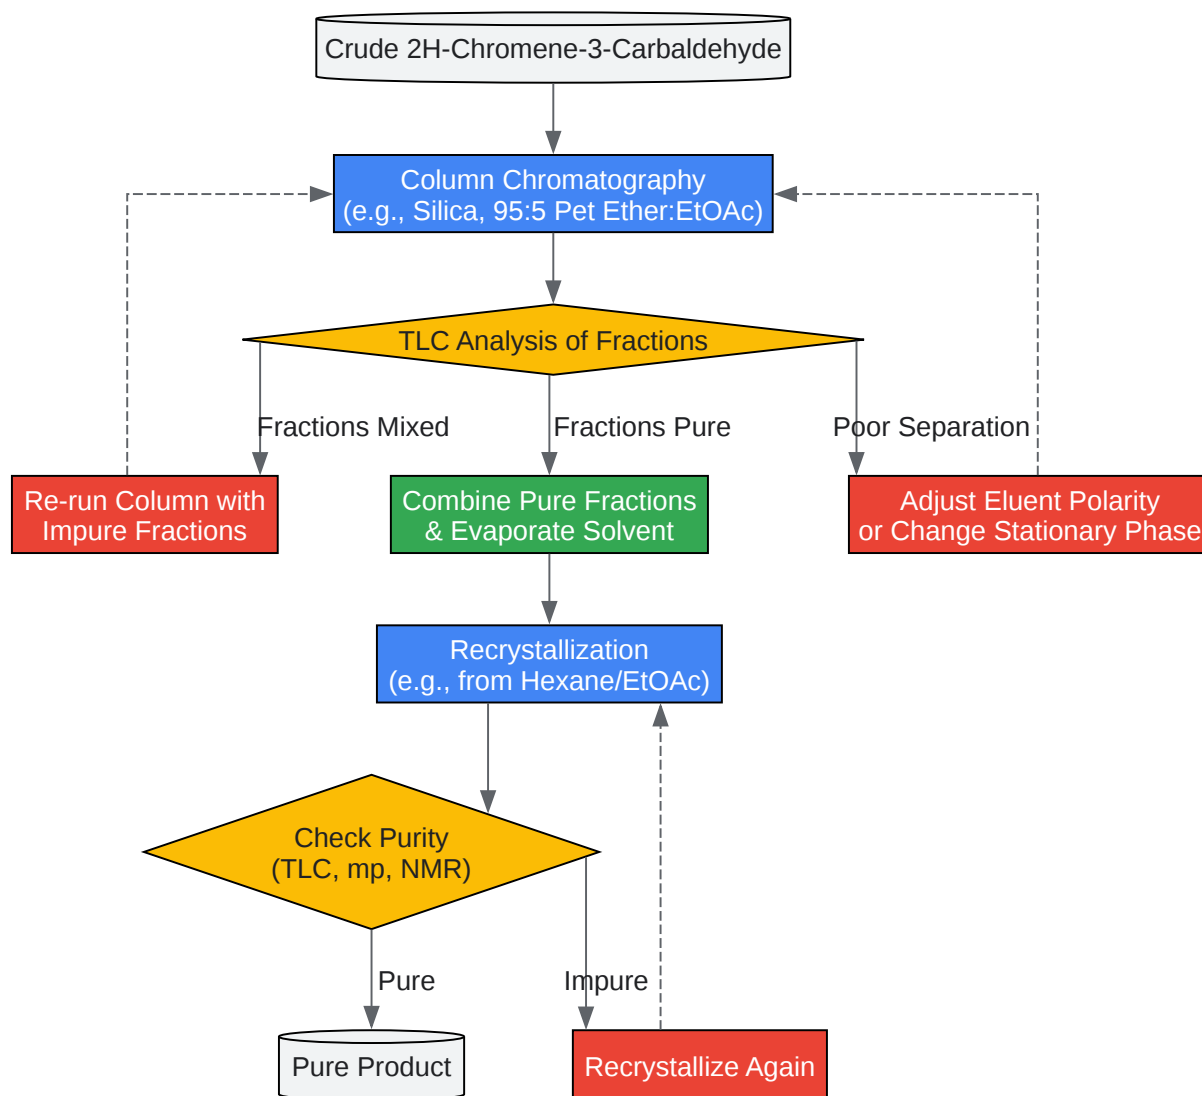 Crude 2H-Chromene-3-Carbaldehyde
Column Chromatography
(e.g., Silica, 95:5 Pet Ether:EtOAc)
TLC Analysis of Fractions
Fractions Mixed
Fractions Pure
Poor Separation
Re-run Column with
Impure Fractions
Combine Pure Fractions
& Evaporate Solvent
Adjust Eluent Polarity
or Change Stationary Phase
Recrystallization
(e.g., from Hexane/EtOAc)
Check Purity
(TLC, mp, NMR)
Pure
Impure
Pure Product
Recrystallize Again